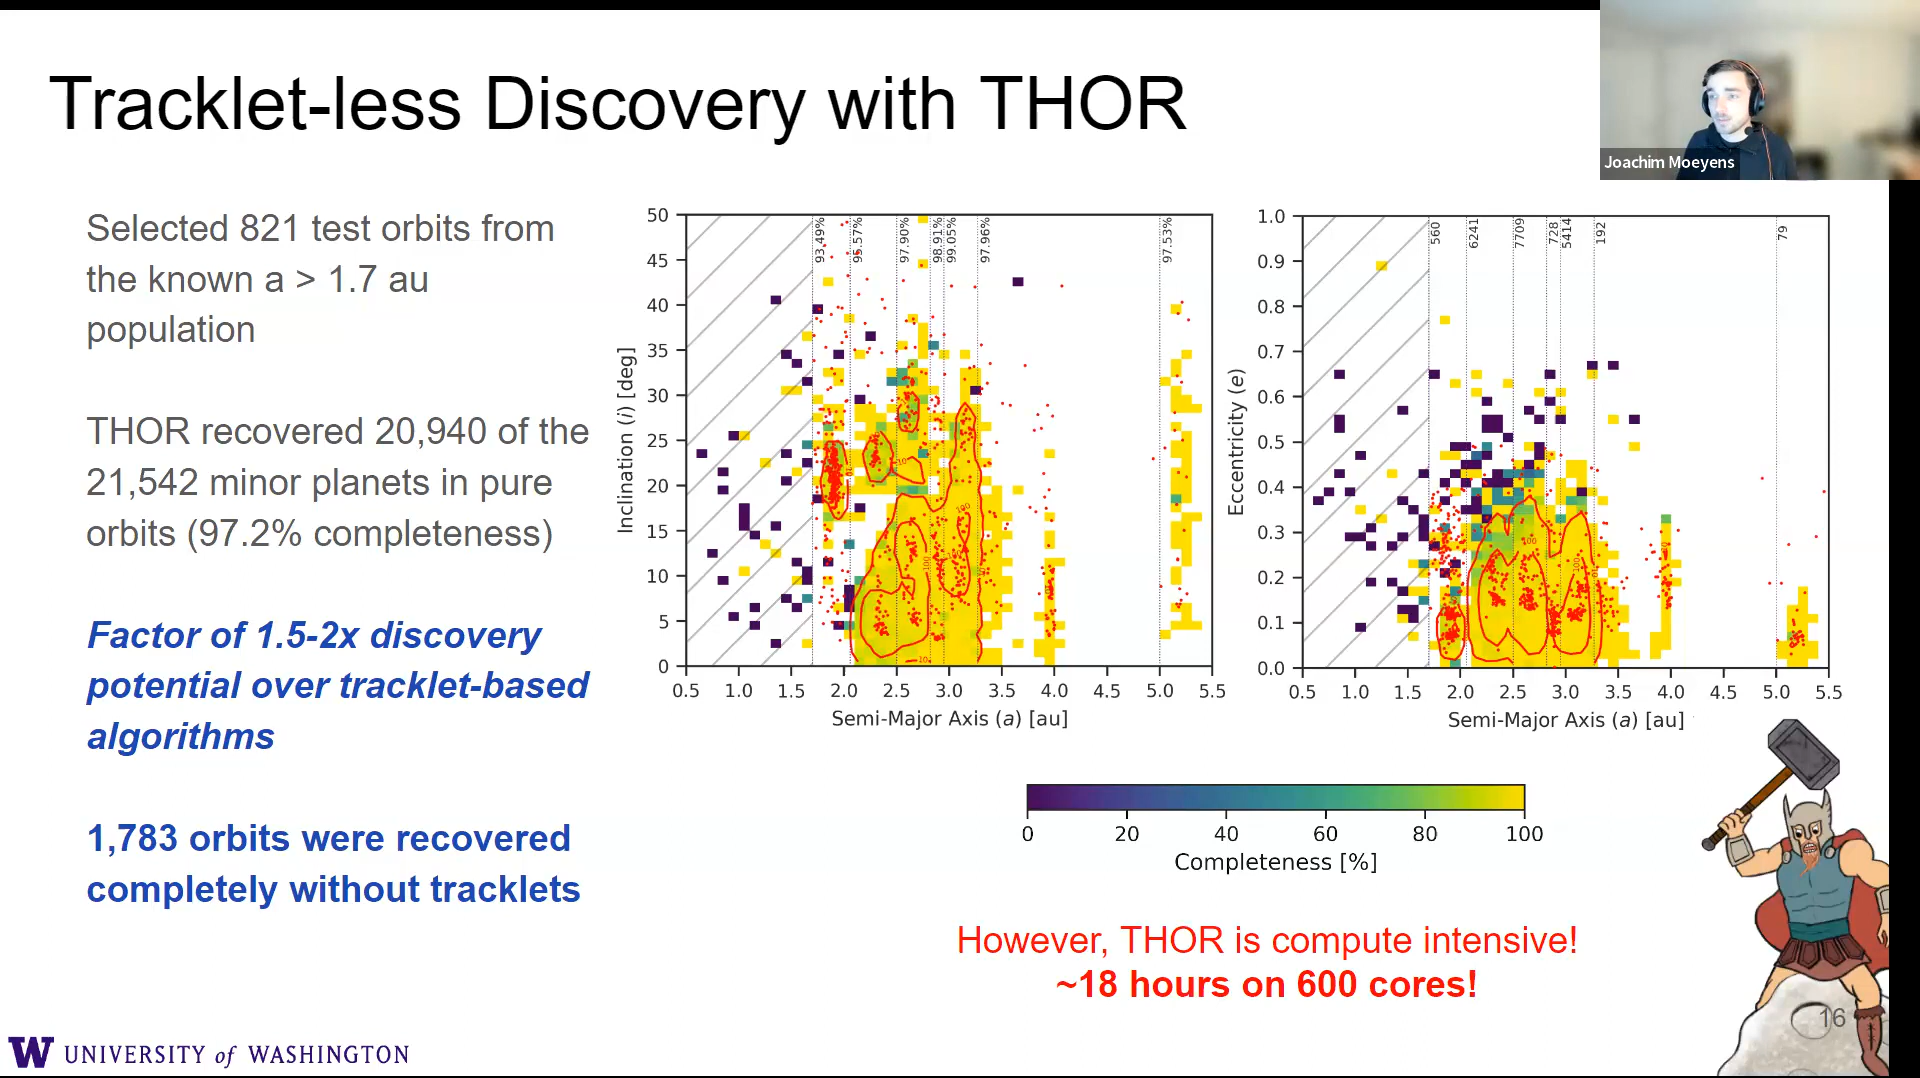 Tracklet-less Discovery with THOR
Joachim Moeyens
Selected 821 test orbits from
the known a > 1.7 au
population
THOR recovered 20,940 of the
21,542 minor planets in pure
orbits (97.2% completeness)
Factor of 1.5-2x discovery
potential over tracklet-based
algorithms
1,783 orbits were recovered
completely without tracklets
Inclination (i) [deg]
50
45
40
35
30
25
20
15
10
5
0
93.49%
95.57%
97.90%
98.91%
99.05%
97.96%
97.53%
0.5 1.0 1.5 2.0 2.5 3.0 3.5 4.0 4.5 5.0 5.5
Semi-Major Axis (a) [au]
Eccentricity (e)
1.0
0.9
0.8
0.7
0.6
0.5
0.4
0.3
0.2
0.1
0.0
560
6241
7709
728
5414
192
79
0.5 1.0 1.5 2.0 2.5 3.0 3.5 4.0 4.5 5.0 5.5
Semi-Major Axis (a) [au]
0 20 40 60 80 100
Completeness [%]
However, THOR is compute intensive!
~18 hours on 600 cores!
16
W UNIVERSITY of WASHINGTON